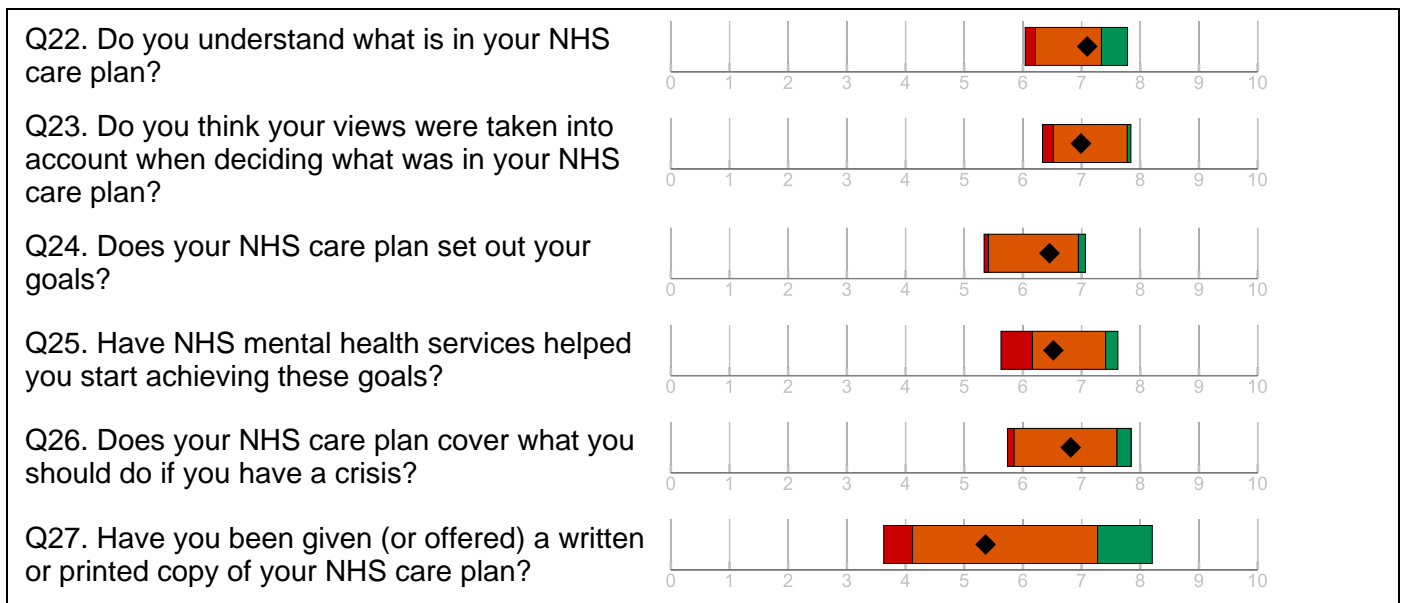 Q22. Do you understand what is in your NHS
care plan?
0 1 2 3 4 5 6 7 8 9 10
Q23. Do you think your views were taken into
account when deciding what was in your NHS
care plan?
0 1 2 3 4 5 6 7 8 9 10
Q24. Does your NHS care plan set out your
goals?
0 1 2 3 4 5 6 7 8 9 10
Q25. Have NHS mental health services helped
you start achieving these goals?
0 1 2 3 4 5 6 7 8 9 10
Q26. Does your NHS care plan cover what you
should do if you have a crisis?
0 1 2 3 4 5 6 7 8 9 10
Q27. Have you been given (or offered) a written
or printed copy of your NHS care plan?
0 1 2 3 4 5 6 7 8 9 10